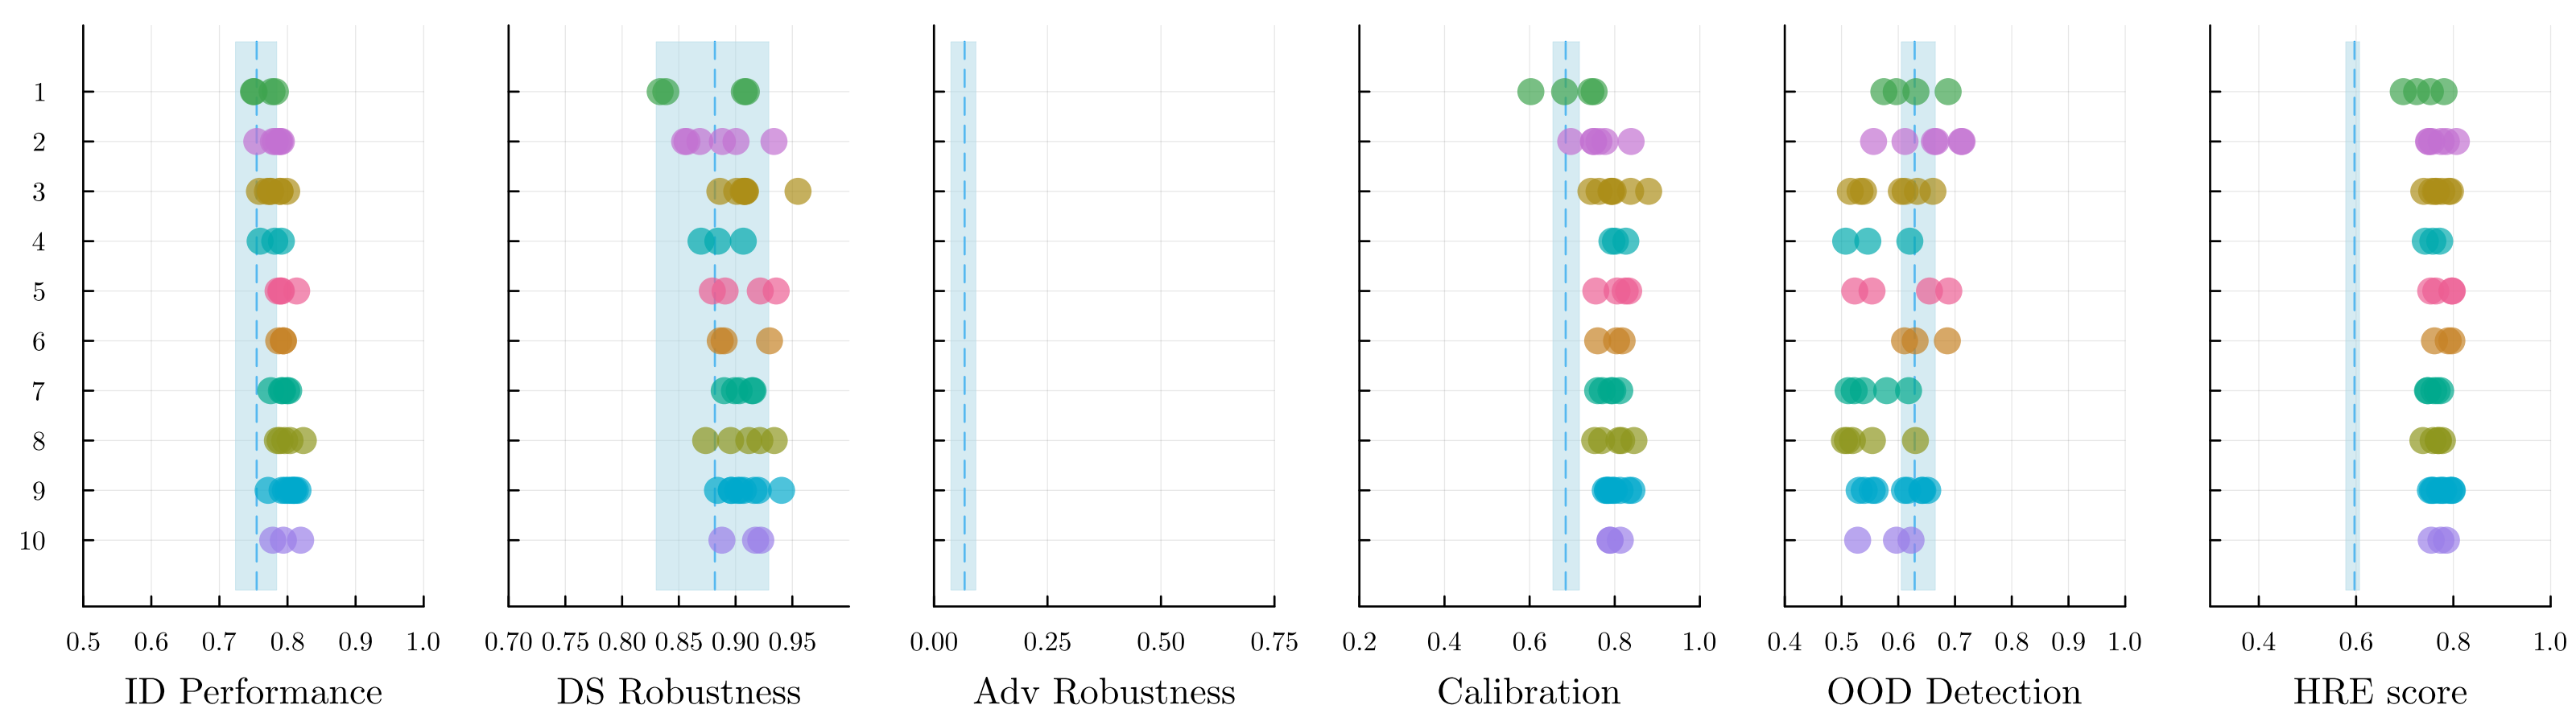 1
2
3
4
5
6
7
8
9
10
0.5 0.6 0.7 0.8 0.9 1.0
ID Performance
0.70 0.75 0.80 0.85 0.90 0.95
DS Robustness
0.00 0.25 0.50 0.75
Adv Robustness
0.2 0.4 0.6 0.8 1.0
Calibration
0.4 0.5 0.6 0.7 0.8 0.9 1.0
OOD Detection
0.4 0.6 0.8 1.0
HRE score